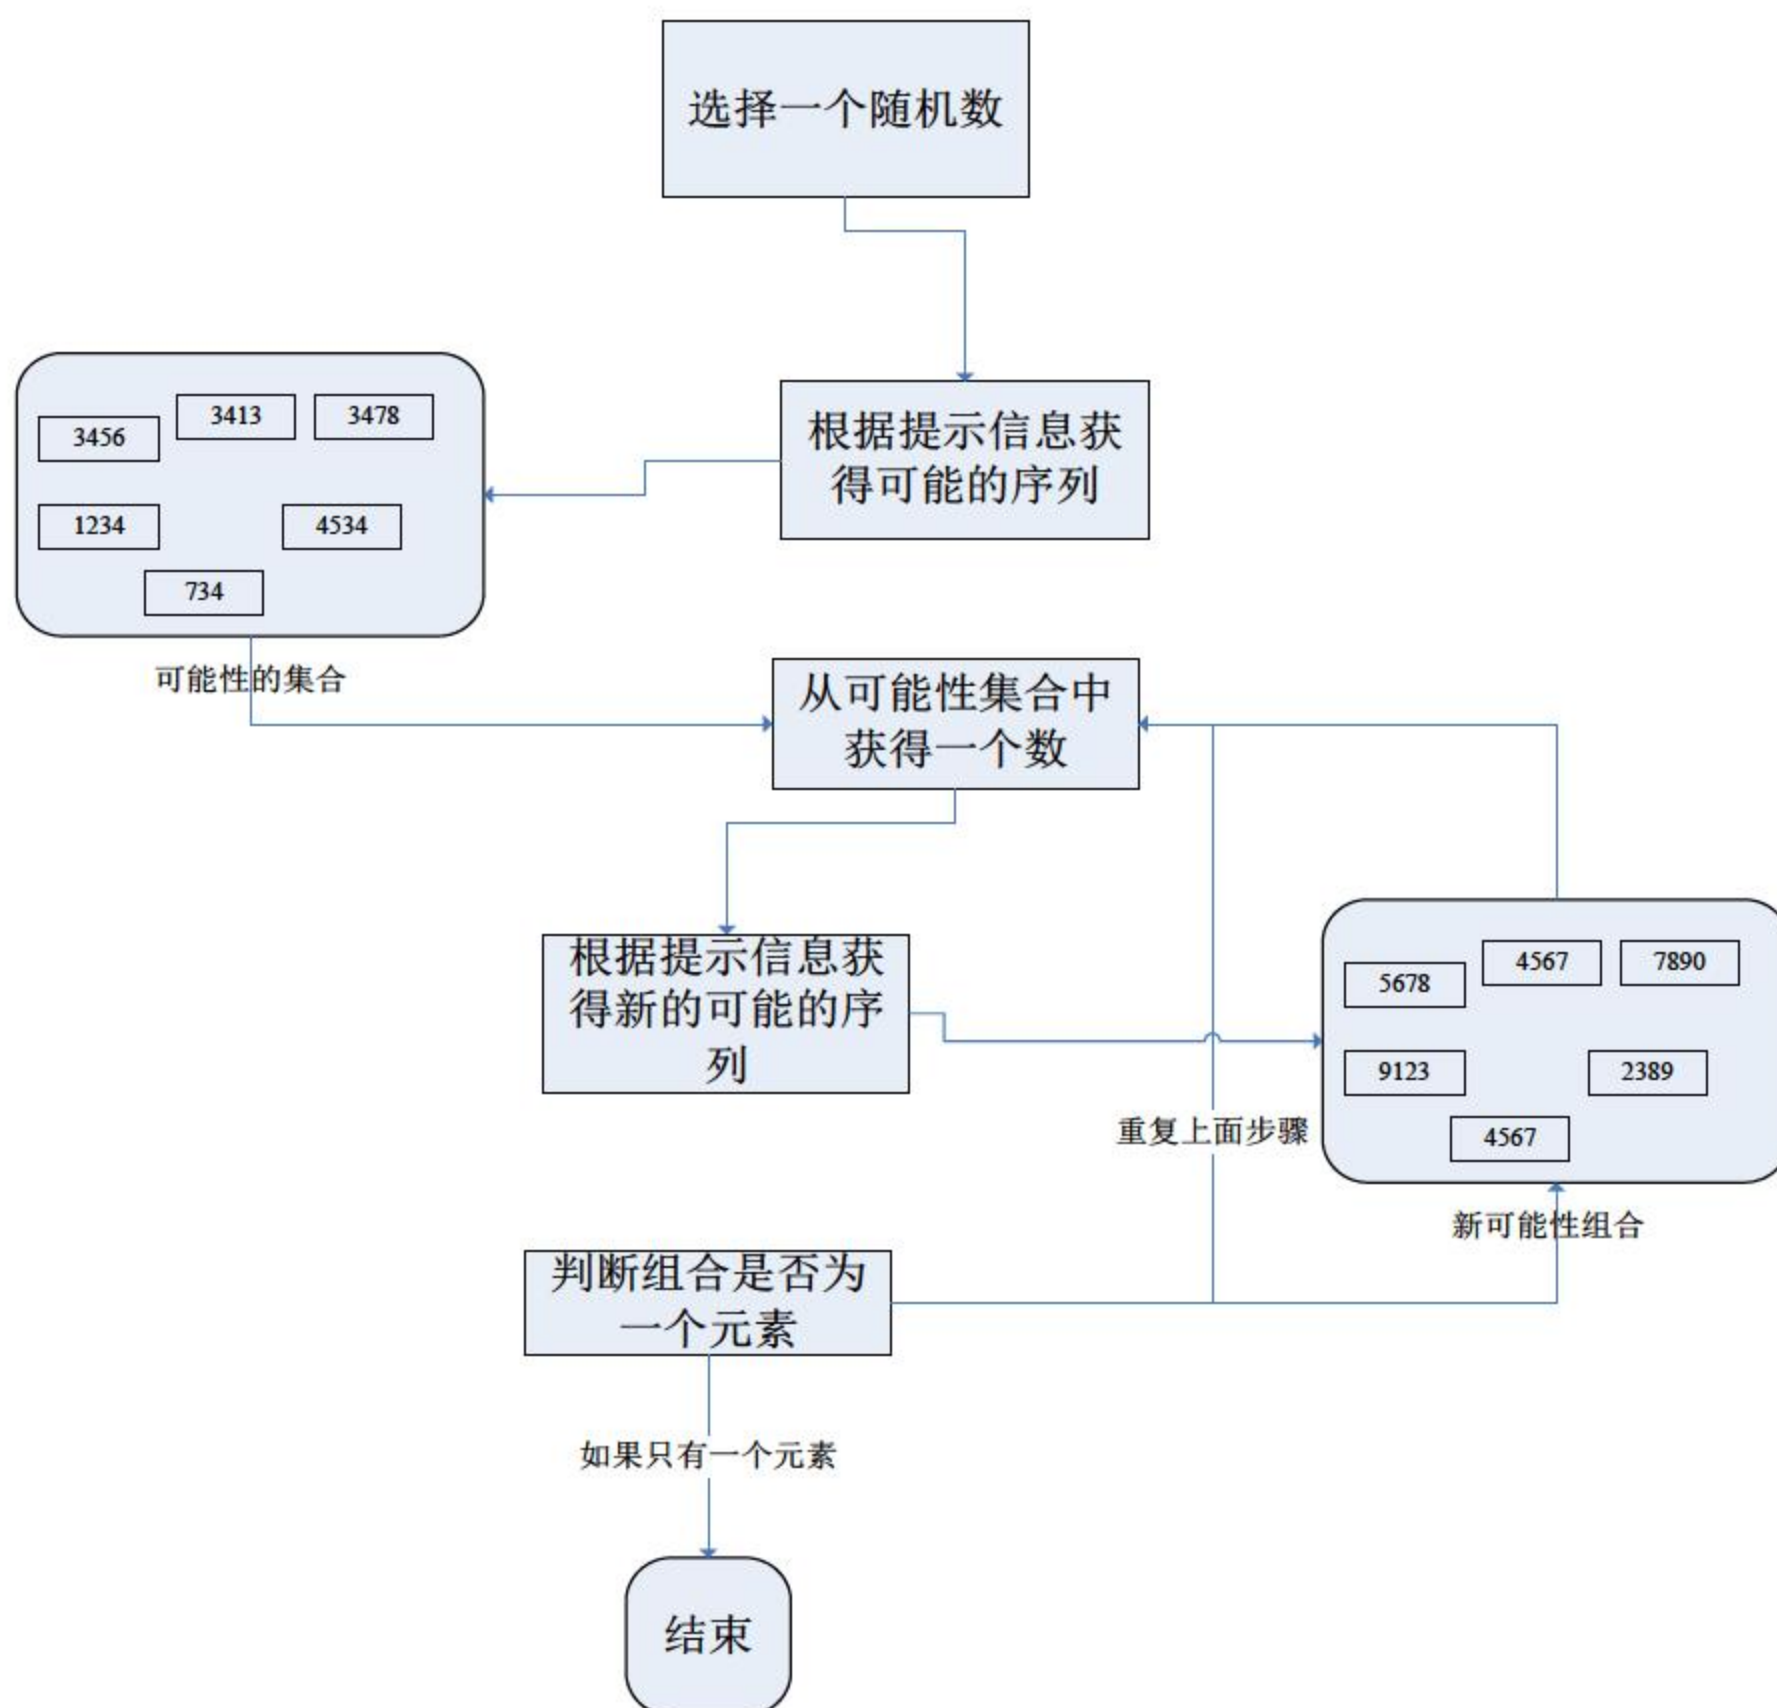 选择一个随机数
根据提示信息获
得可能的序列
3456
3413
3478
1234
4534
734
可能性的集合
从可能性集合中
获得一个数
根据提示信息获
得新的可能的序
列
5678
4567
7890
9123
2389
4567
重复上面步骤
新可能性组合
判断组合是否为
一个元素
如果只有一个元素
结束